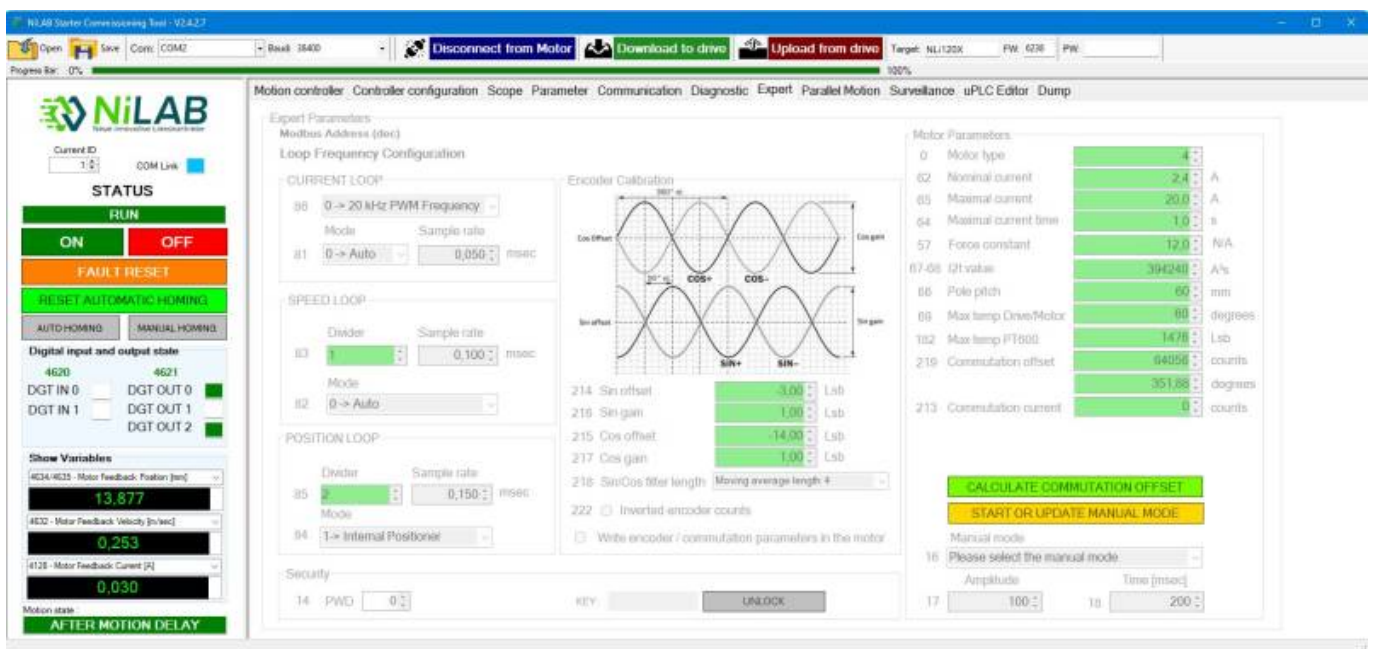 NiLAB Starter Commissioning Tool - V2.4.2.7
Open Save Com: COM2 Baud: 38400 Disconnect from Motor Download to drive Upload from drive Target: NLi120X FW: 6236 PW:
Progress Bar: 0% 100%
Motion controller Controller configuration Scope Parameter Communication Diagnostic Expert Parallel Motion Surveilance uPLC Editor Dump
NiLAB
Current ID
1 COM Link
STATUS
RUN
ON OFF
FAULT RESET
RESET AUTOMATIC HOMING
AUTO HOMING MANUAL HOMING
Digital input and output state
4620 4621
DGT IN 0 DGT OUT 0
DGT IN 1 DGT OUT 1
DGT OUT 2
Show Variables
4634/4635 - Motor Feedback Position [mm]
13,877
4632 - Motor Feedback Velocity [m/sec]
0,253
4128 - Motor Feedback Current [A]
0,030
Motion state :
AFTER MOTION DELAY
Expert Parameters
Modbus Address (dec)
Loop Frequency Configuration
CURRENT LOOP
0 -> 20 kHz PWM Frequency
Mode Sample rate
81 0 -> Auto 0,050 msec
SPEED LOOP
Divider Sample rate
83 1 0,100 msec
Mode
82 0 -> Auto
POSITION LOOP
Divider Sample rate
85 2 0,150 msec
Mode
84 1-> Internal Positioner
Security
14 PWD 0 KEY: UNLOCK
Encoder Calibration
360° el.
Cos Offset Cos gain
COS+ COS-
Sin offset Sin gain
SIN+ SIN-
214 Sin offset -3,00 Lsb
216 Sin gain 1,00 Lsb
215 Cos offset -14,00 Lsb
217 Cos gain 1,00 Lsb
218 Sin/Cos filter length Moving average length 4
222 Inverted encoder counts
Write encoder / commutation parameters in the motor
Motor Parameters
0 Motor type 4
62 Nominal current 2,4 A
65 Maximal current 20,0 A
64 Maximal current time 1,0 s
57 Force constant 12,0 N/A
67-68 I2t value 394240 A²s
66 Pole pitch 60 mm
69 Max temp Drive/Motor 60 degrees
182 Max temp PT600 1476 Lsb
219 Commutation offset 64056 counts
351,88 degrees
213 Commutation current 0 counts
CALCULATE COMMUTATION OFFSET
START OR UPDATE MANUAL MODE
Manual mode
16 Please select the manual mode
Amplitude Time [msec]
17 100 18 200